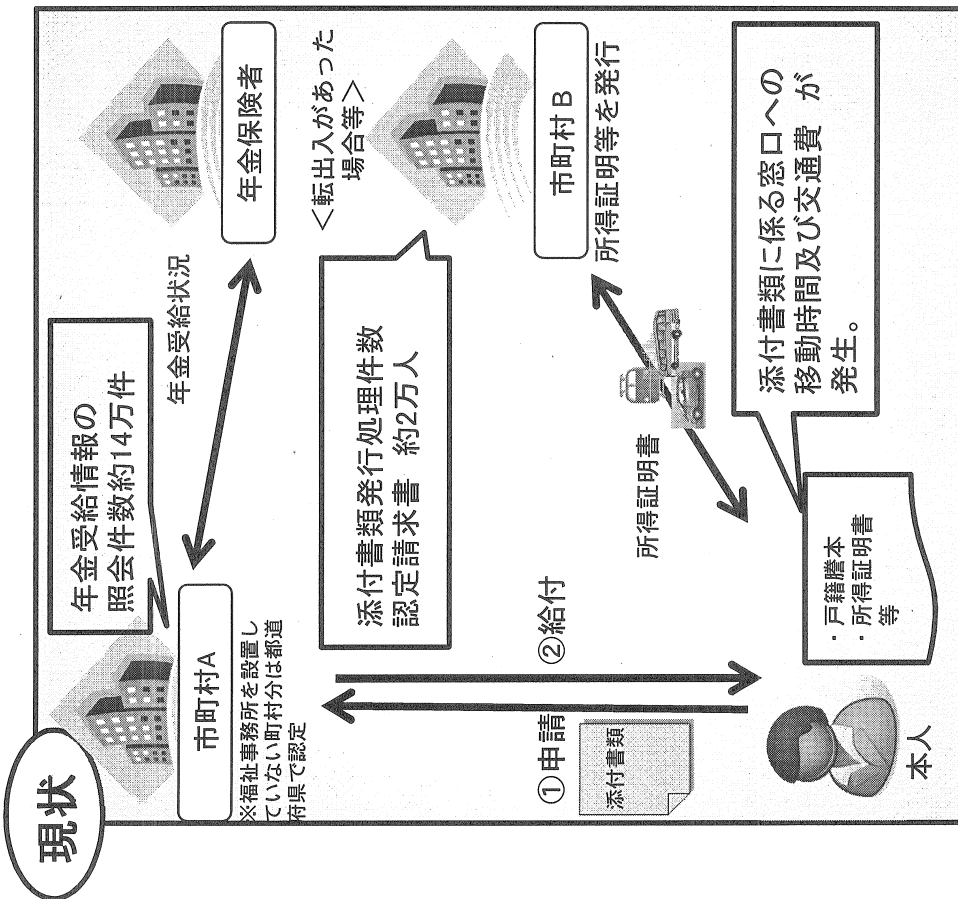 現状
年金受給情報の
照会件数約14万件
市町村A
※福祉事務所を設置し
ていない町村分は都道
府県で認定
年金受給状況
年金保険者
添付書類発行処理件数
認定請求書 約2万人
＜転出入があった
場合等＞
市町村B
所得証明等を発行
①申請
添付書類
②給付
所得証明書
添付書類に係る窓口への
移動時間及び交通費 が
発生。
・戸籍謄本
・所得証明書
等
本人